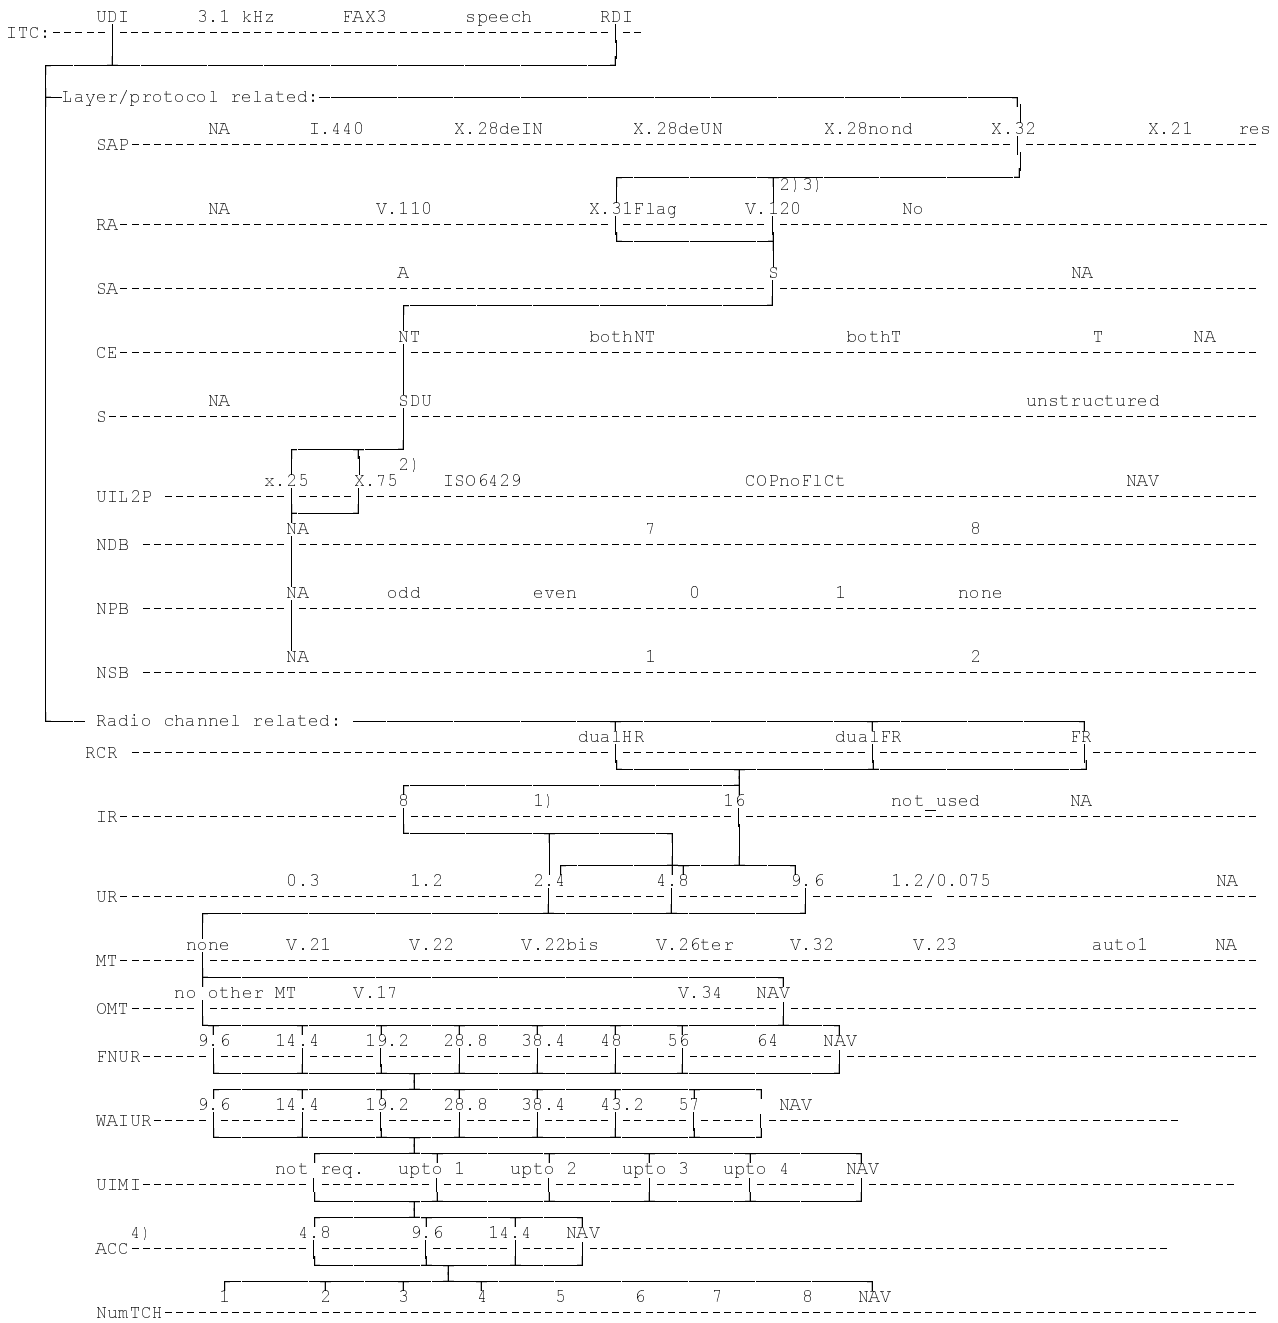 UDI 3.1 kHz FAX3 speech RDI
ITC:
Layer/protocol related:
NA I.440 X.28deIN X.28deUN X.28nond X.32 X.21 res
SAP
2)3)
NA V.110 X.31Flag V.120 No
RA
A S NA
SA
NT bothNT bothT T NA
CE
NA SDU unstructured
S
2)
x.25 X.75 ISO6429 COPnoFlCt NAV
UIL2P
NA 7 8
NDB
NA odd even 0 1 none
NPB
NA 1 2
NSB
Radio channel related:
dualHR dualFR FR
RCR
8 1) 16 not_used NA
IR
0.3 1.2 2.4 4.8 9.6 1.2/0.075 NA
UR
none V.21 V.22 V.22bis V.26ter V.32 V.23 auto1 NA
MT
no other MT V.17 V.34 NAV
OMT
9.6 14.4 19.2 28.8 38.4 48 56 64 NAV
FNUR
9.6 14.4 19.2 28.8 38.4 43.2 57 NAV
WAIUR
not req. upto 1 upto 2 upto 3 upto 4 NAV
UIMI
4) 4.8 9.6 14.4 NAV
ACC
1 2 3 4 5 6 7 8 NAV
NumTCH